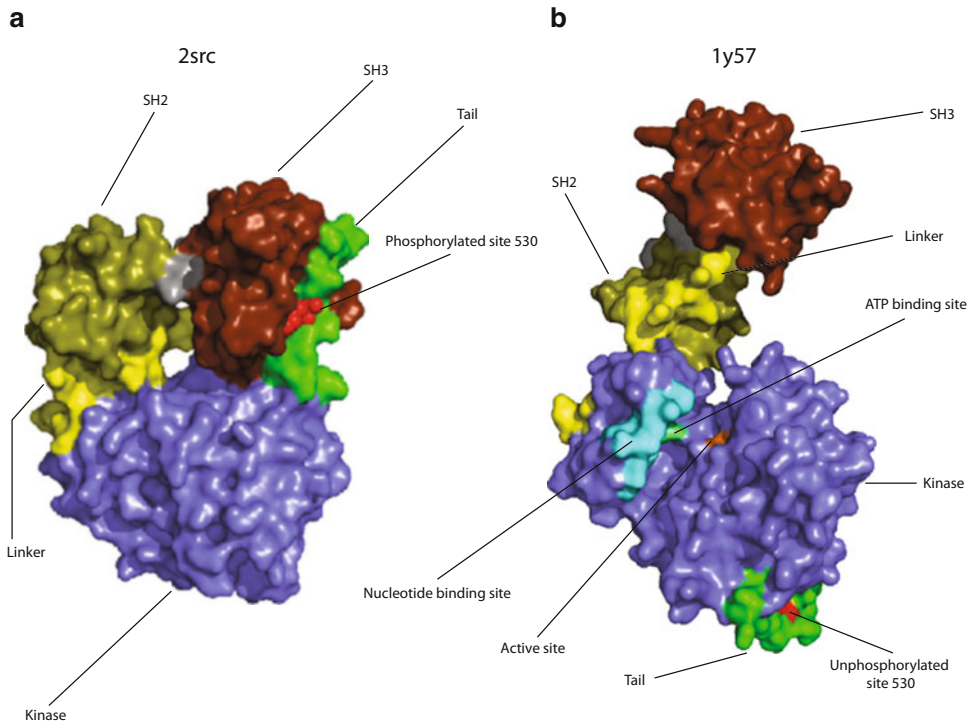 a
2src
SH2
SH3
Tail
Phosphorylated site 530
Linker
Kinase
b
1y57
SH3
SH2
Linker
ATP binding site
Kinase
Nucleotide binding site
Active site
Tail
Unphosphorylated
site 530